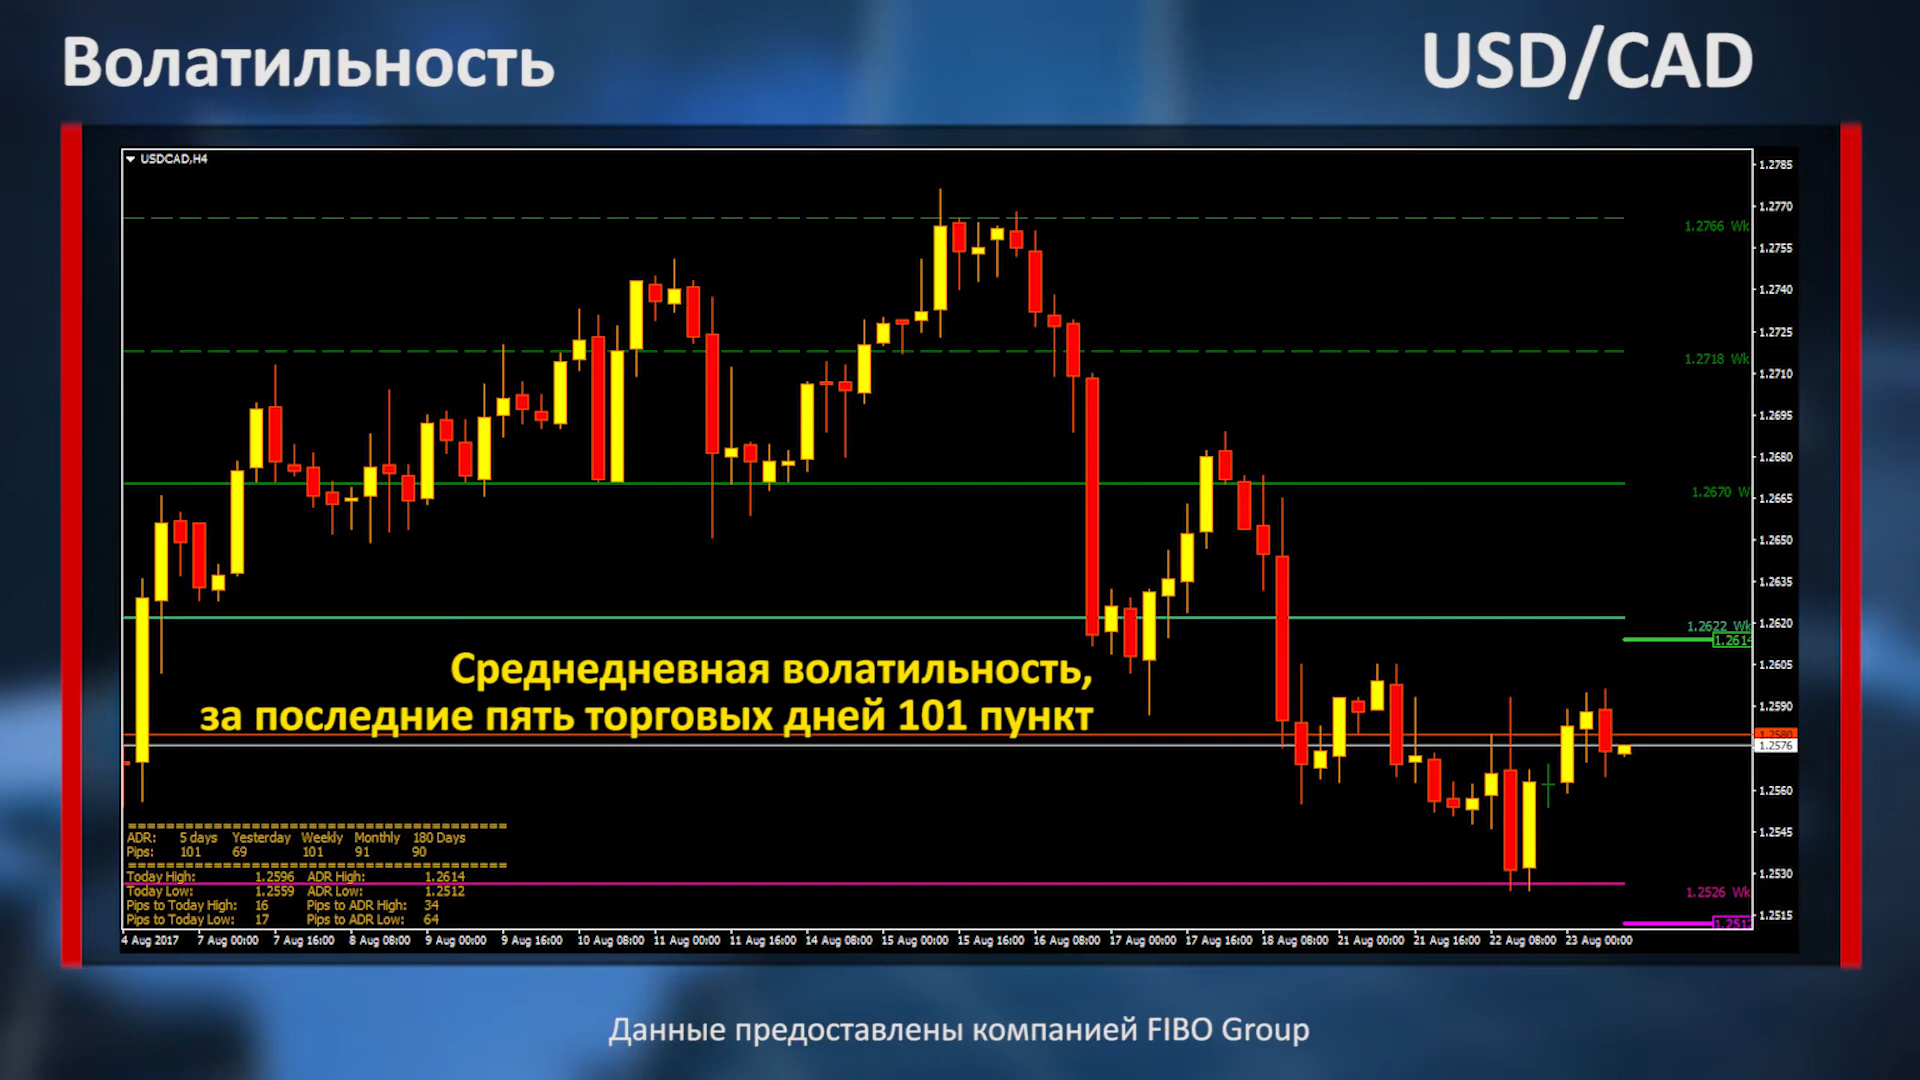 Волатильность
USD/CAD
USDCAD,H4
1.2785
1.2770
1.2766 Wk
1.2755
1.2740
1.2725
1.2718 Wk
1.2710
1.2695
1.2680
1.2670 W
1.2665
1.2650
1.2635
1.2622 Wk
1.2620
1.2614
1.2605
Среднедневная волатильность,
за последние пять торговых дней 101 пункт
1.2590
1.2580
1.2576
1.2560
1.2545
1.2530
1.2526 Wk
1.2515
ADR: 5 days Yesterday Weekly Monthly 180 Days
Pips: 101 69 101 91 90
Today High: 1.2596 ADR High: 1.2614
Today Low: 1.2559 ADR Low: 1.2512
Pips to Today High: 16 Pips to ADR High: 34
Pips to Today Low: 17 Pips to ADR Low: 64
4 Aug 2017 7 Aug 00:00 7 Aug 16:00 8 Aug 08:00 9 Aug 00:00 9 Aug 16:00 10 Aug 08:00 11 Aug 00:00 11 Aug 16:00 14 Aug 08:00 15 Aug 00:00 15 Aug 16:00 16 Aug 08:00 17 Aug 00:00 17 Aug 16:00 18 Aug 08:00 21 Aug 00:00 21 Aug 16:00 22 Aug 08:00 23 Aug 00:00
Данные предоставлены компанией FIBO Group